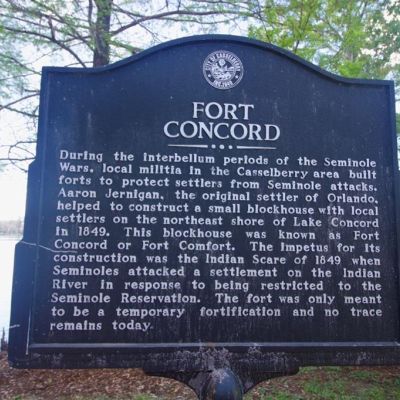 CITY OF CASSELBERRY
INC. 1940
FORT
CONCORD
During the interbellum periods of the Seminole
Wars, local militia in the Casselberry area built
forts to protect settlers from Seminole attacks.
Aaron Jernigan, the original settler of Orlando,
helped to construct a small blockhouse with local
settlers on the northeast shore of Lake Concord
in 1849. This blockhouse was known as Fort
Concord or Fort Comfort. The impetus for its
construction was the Indian Scare of 1849 when
Seminoles attacked a settlement on the Indian
River in response to being restricted to the
Seminole Reservation. The fort was only meant
to be a temporary fortification and no trace
remains today.